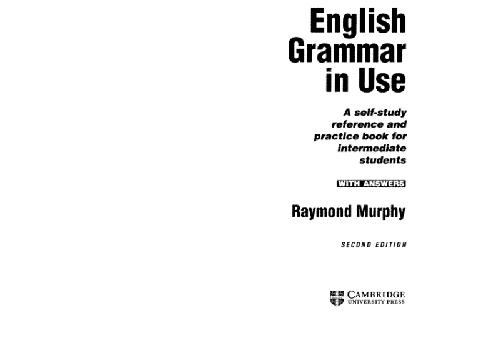 English
Grammar
in Use
A self-study
reference and
practice book for
intermediate
students
WITH ANSWERS
Raymond Murphy
SECOND EDITION
CAMBRIDGE
UNIVERSITY PRESS